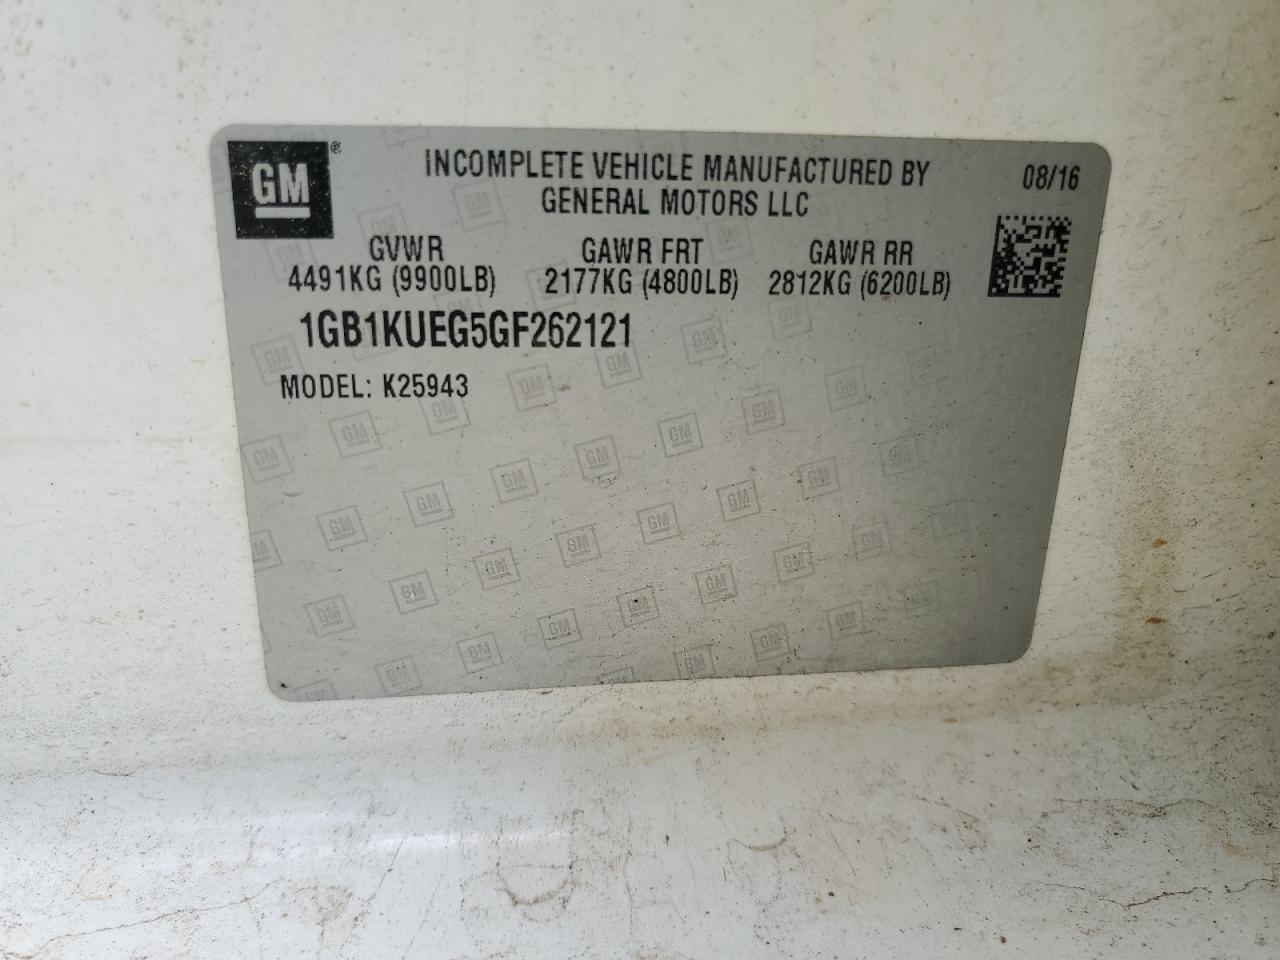 GM®
INCOMPLETE VEHICLE MANUFACTURED BY
GENERAL MOTORS LLC
08/16
GVWR GAWR FRT GAWR RR
4491KG (9900LB) 2177KG (4800LB) 2812KG (6200LB)
1GB1KUEG5GF262121
MODEL: K25943